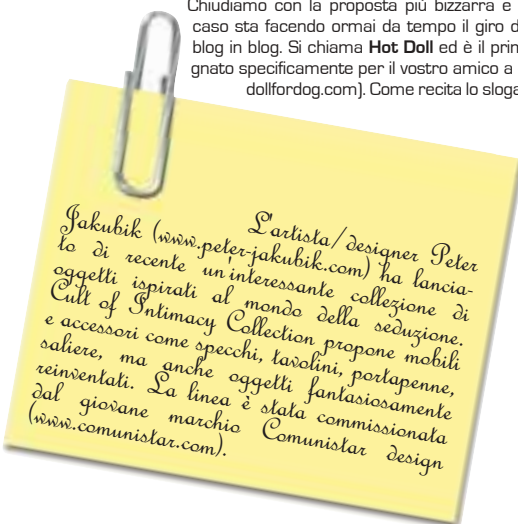 Chiudiamo con la proposta più bizzarra e
caso sta facendo ormai da tempo il giro d
blog in blog. Si chiama Hot Doll ed è il prin
gnato specificamente per il vostro amico a
dollfordog.com). Come recita lo sloga
L'artista/designer Peter
Jakubik (www.peter-jakubik.com) ha lancia-
to di recente un'interessante collezione di
oggetti ispirati al mondo della seduzione.
Cult of Intimacy Collection propone mobili
e accessori come specchi, tavolini, portapenne,
saliere, ma anche oggetti fantasiosamente
reinventati. La linea è stata commissionata
dal giovane marchio Comunistar design
(www.comunistar.com).